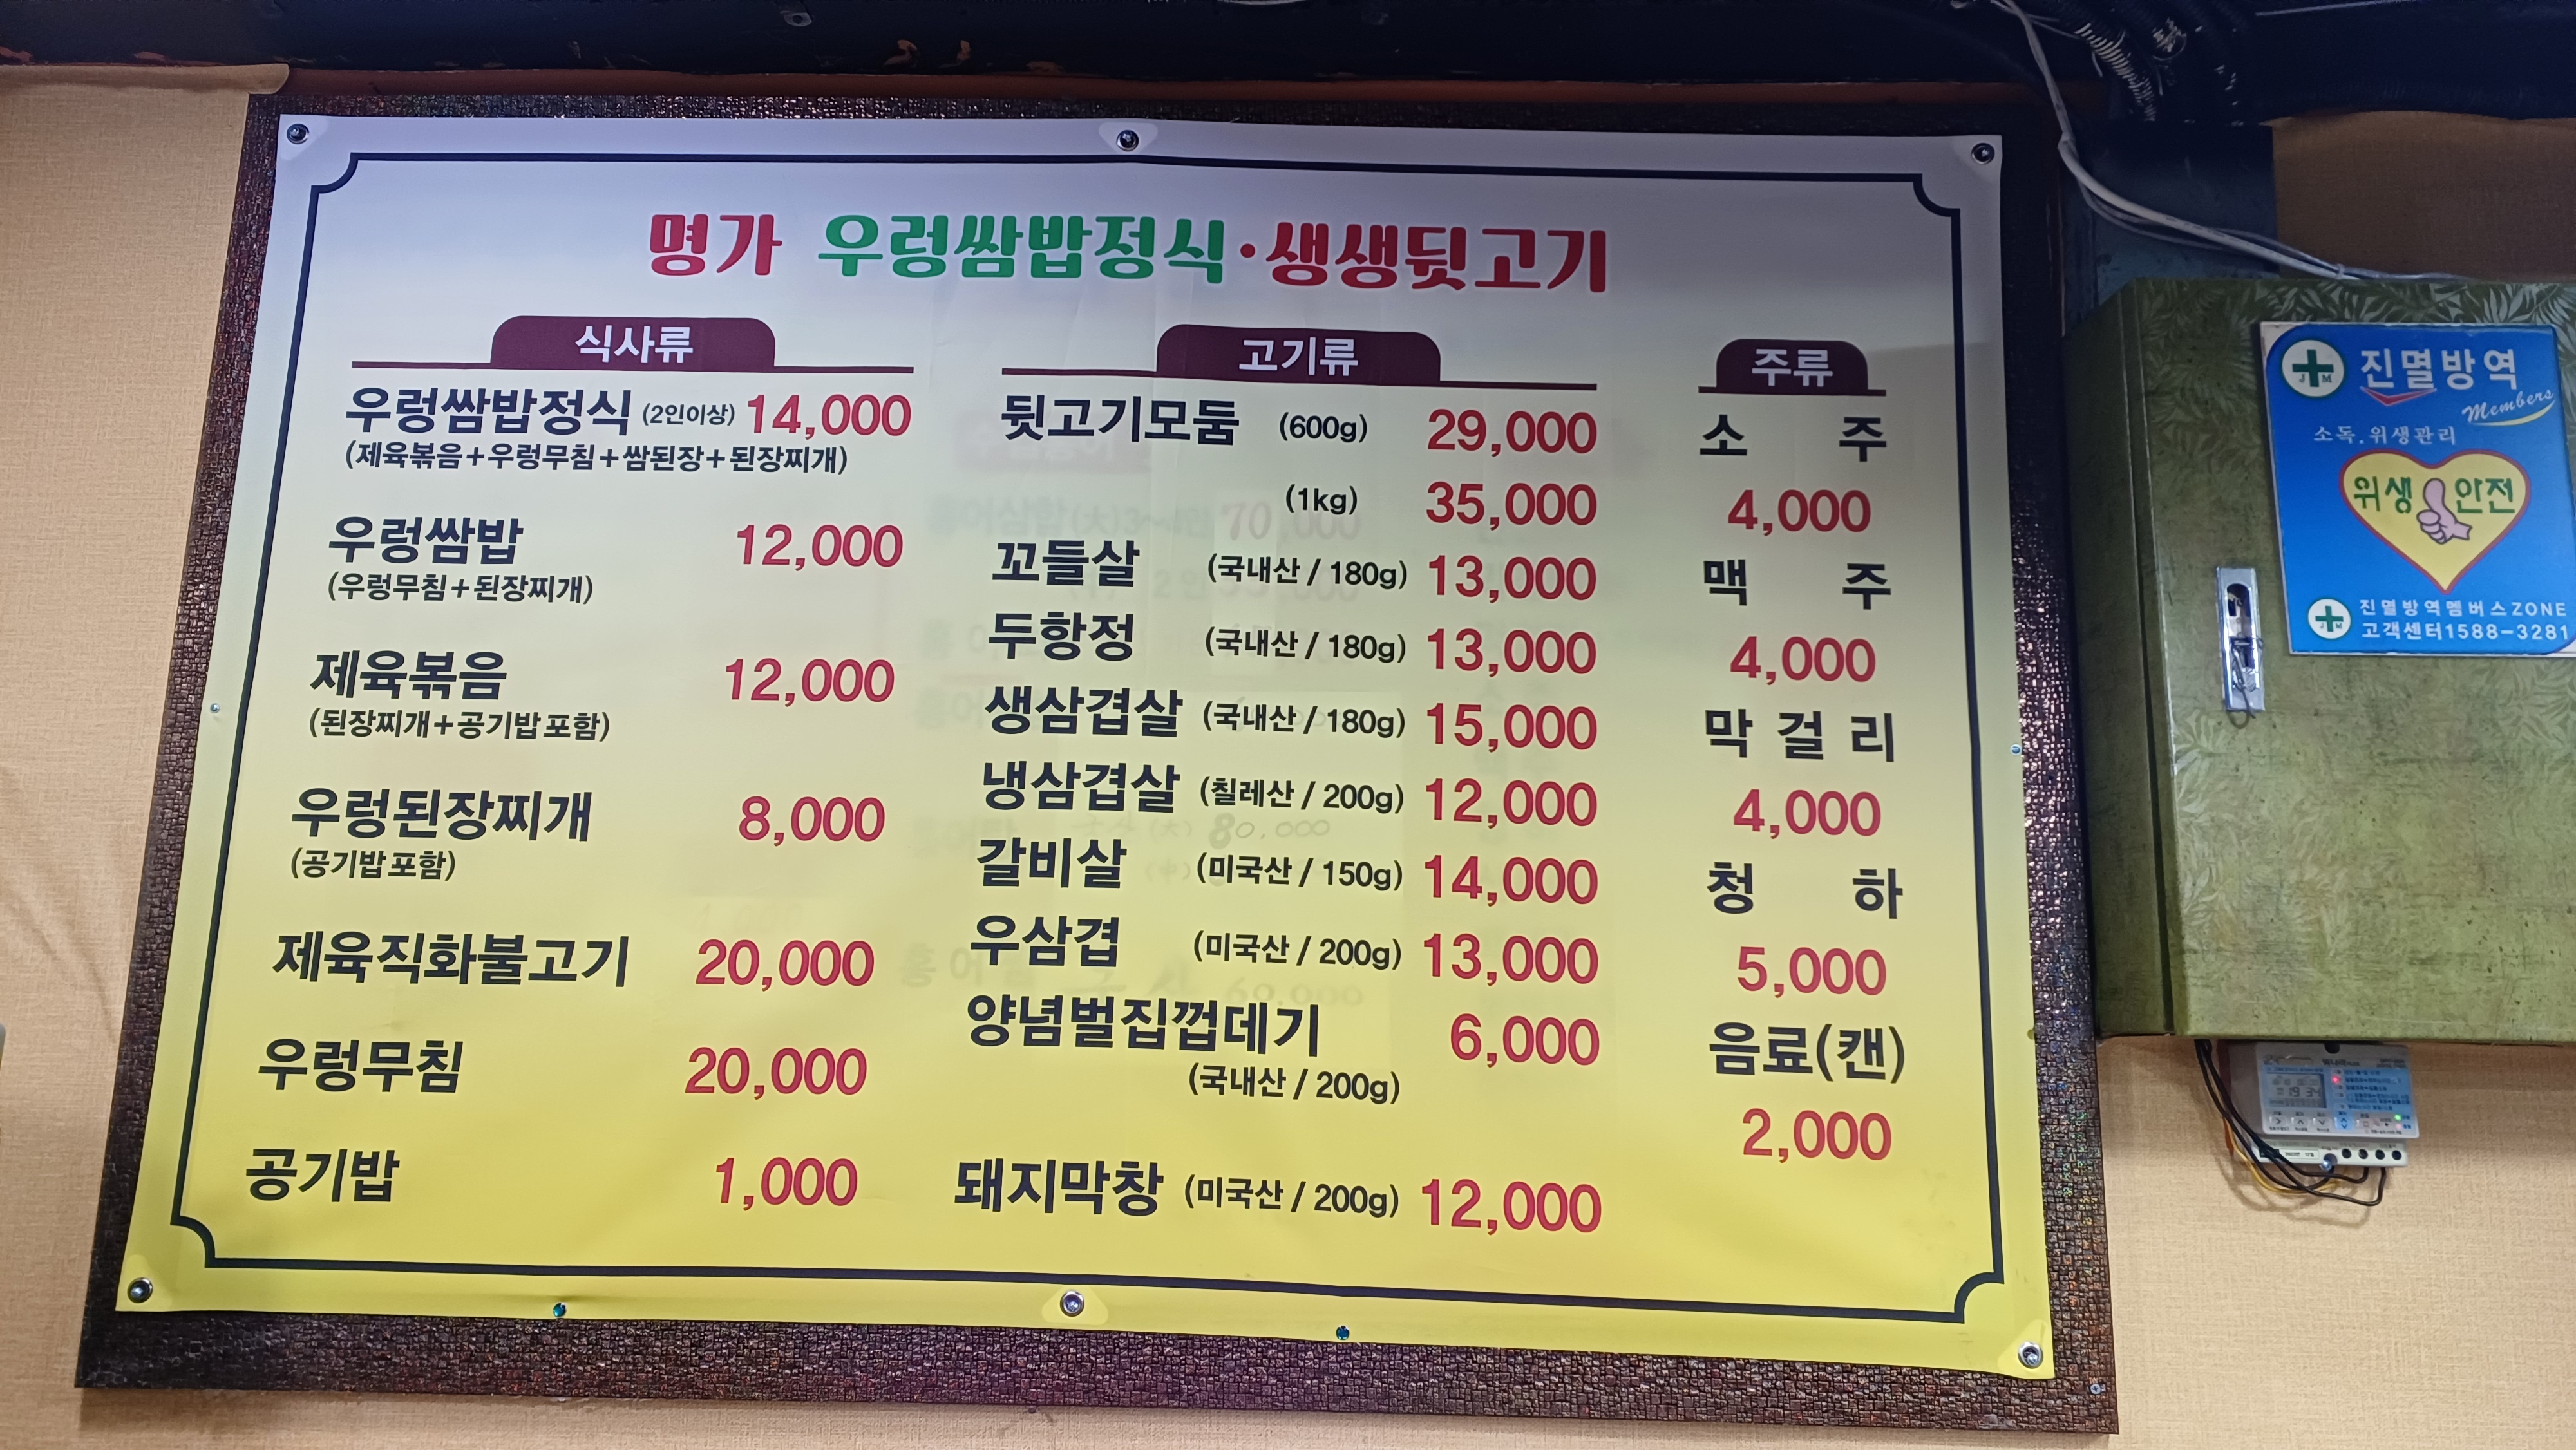 명가 우렁쌈밥정식·생생뒷고기
식사류
우렁쌈밥정식 (2인이상) 14,000
(제육볶음+우렁무침+쌈된장+된장찌개)
우렁쌈밥 12,000
(우렁무침+된장찌개)
제육볶음 12,000
(된장찌개+공기밥 포함)
우렁된장찌개 8,000
(공기밥 포함)
제육직화불고기 20,000
우렁무침 20,000
공기밥 1,000
고기류
뒷고기모둠 (600g) 29,000
(1kg) 35,000
꼬들살 (국내산 / 180g) 13,000
두항정 (국내산 / 180g) 13,000
생삼겹살 (국내산 / 180g) 15,000
냉삼겹살 (칠레산 / 200g) 12,000
갈비살 (미국산 / 150g) 14,000
우삼겹 (미국산 / 200g) 13,000
양념벌집껍데기 6,000
(국내산 / 200g)
돼지막창 (미국산 / 200g) 12,000
주류
소 주
4,000
맥 주
4,000
막 걸 리
4,000
청 하
5,000
음료(캔)
2,000
J M
진멸방역
Members
소독.위생관리
위생 안전
진멸방역멤버스ZONE
고객센터1588-3281